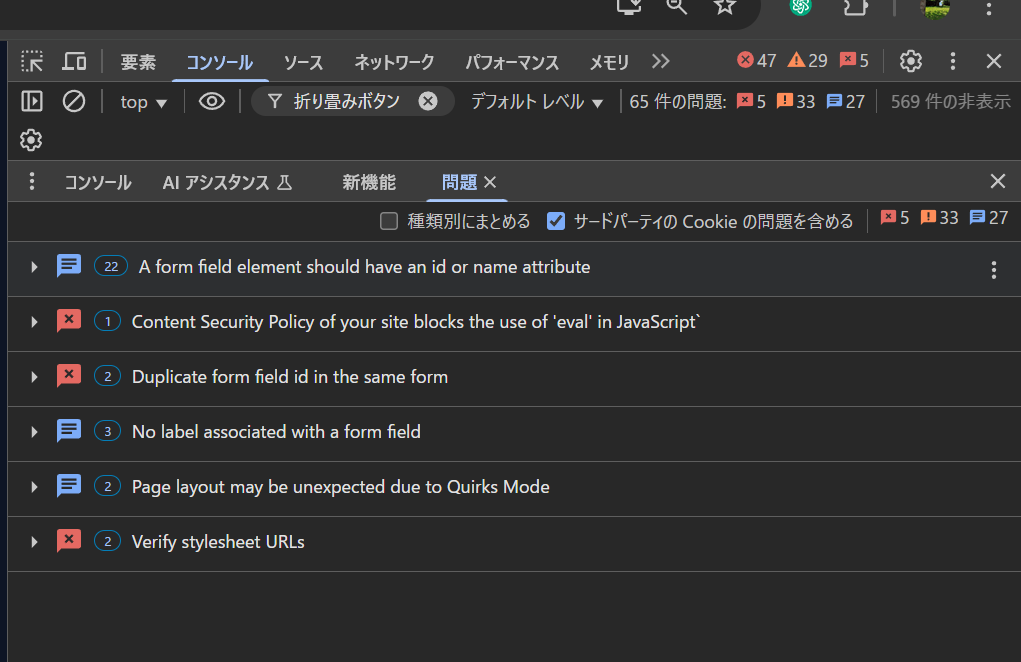 要素 コンソール ソース ネットワーク パフォーマンス メモリ 47 29 5
top 折り畳みボタン デフォルト レベル 65 件の問題: 5 33 27 569 件の非表示
コンソール AI アシスタンス 新機能 問題
種類別にまとめる サードパーティの Cookie の問題を含める 5 33 27
22 A form field element should have an id or name attribute
1 Content Security Policy of your site blocks the use of 'eval' in JavaScript`
2 Duplicate form field id in the same form
3 No label associated with a form field
2 Page layout may be unexpected due to Quirks Mode
2 Verify stylesheet URLs